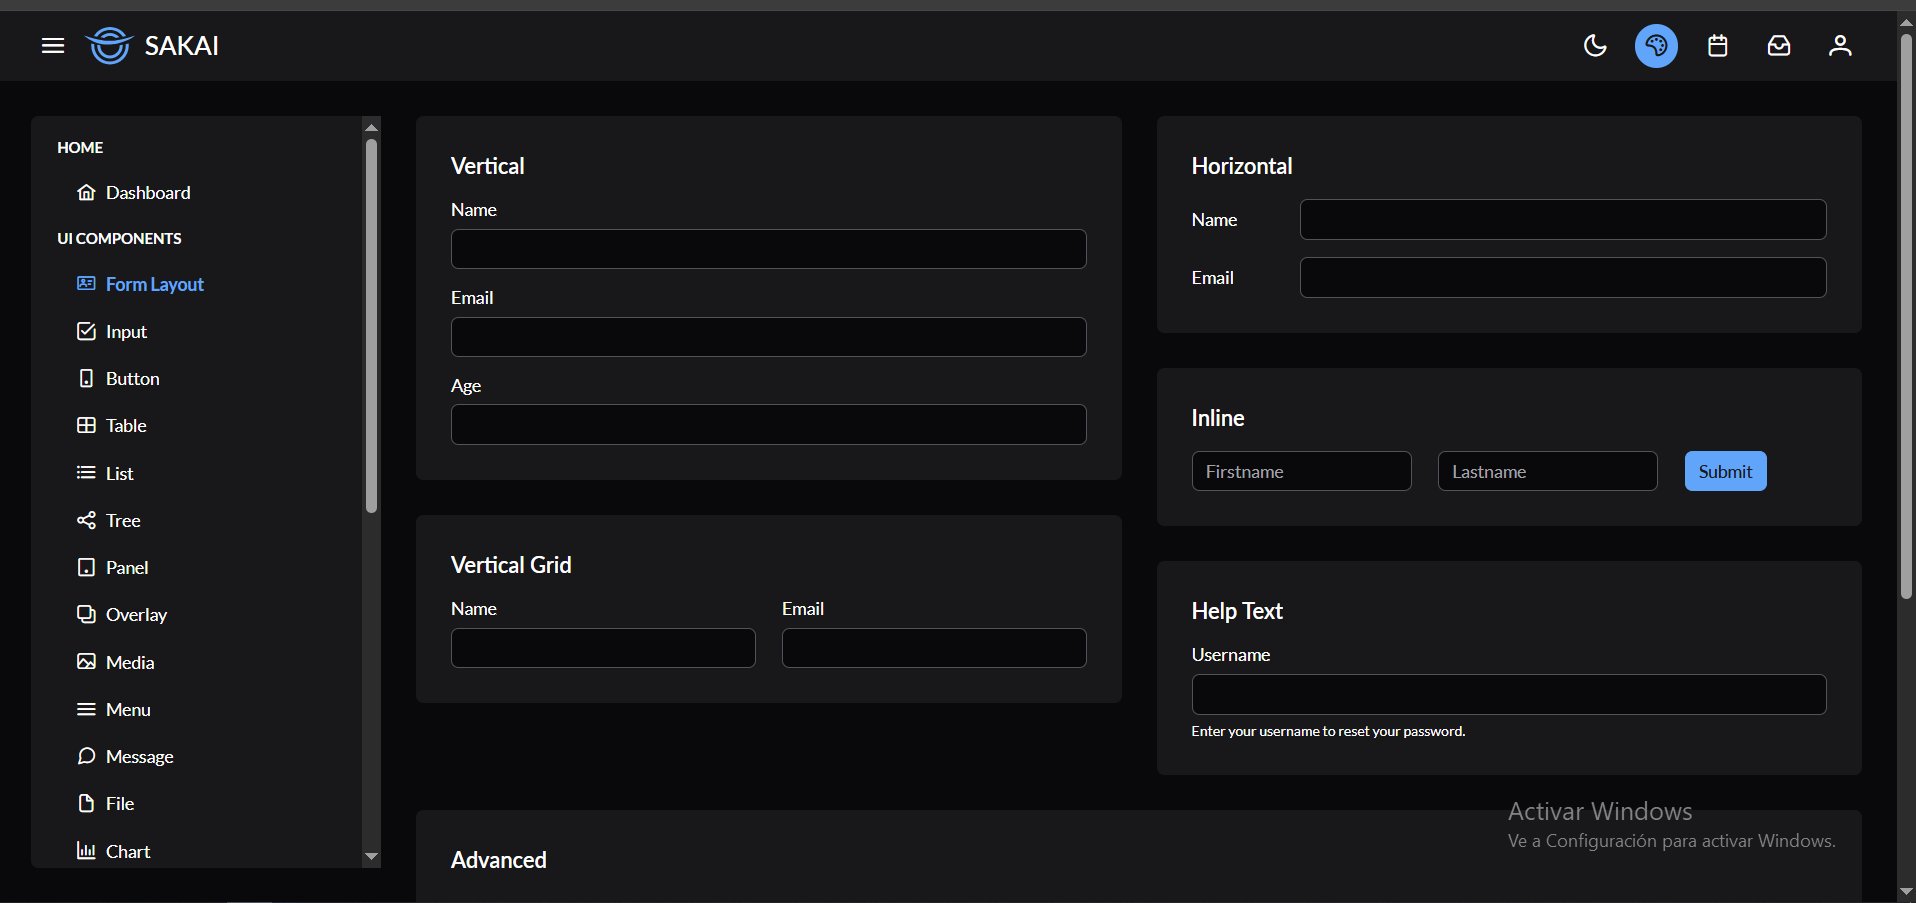 SAKAI
HOME
Dashboard
UI COMPONENTS
Form Layout
Input
Button
Table
List
Tree
Panel
Overlay
Media
Menu
Message
File
Chart
Vertical
Name
Email
Age
Vertical Grid
Name Email
Horizontal
Name
Email
Inline
Firstname Lastname Submit
Help Text
Username
Enter your username to reset your password.
Advanced
Activar Windows
Ve a Configuración para activar Windows.